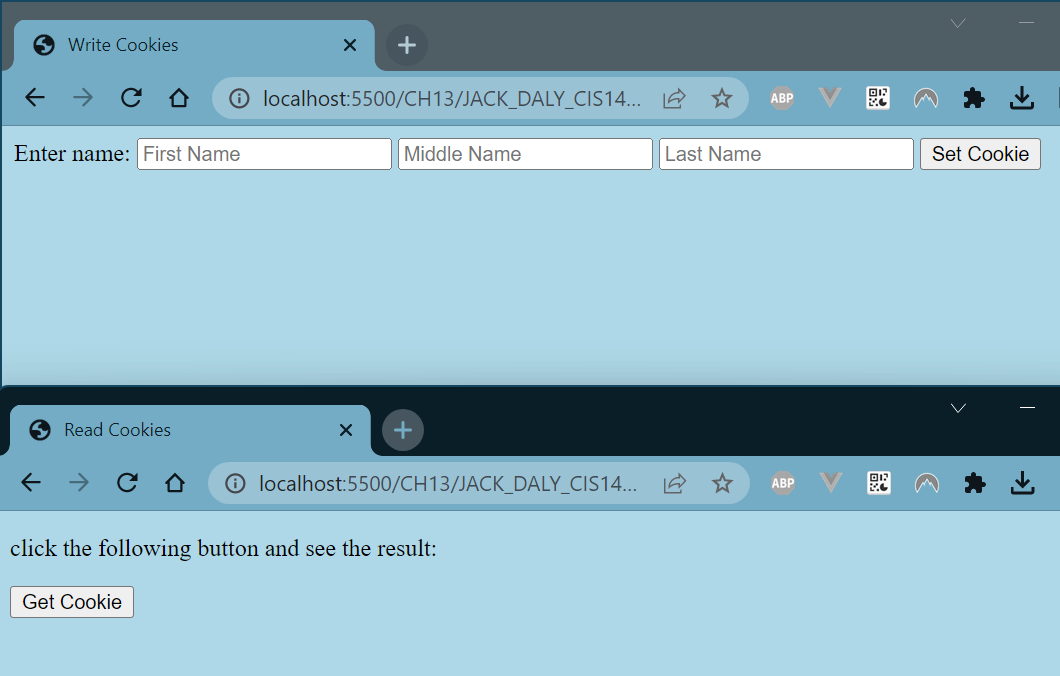 Write Cookies
localhost:5500/CH13/JACK_DALY_CIS14...
ABP
Enter name: First Name Middle Name Last Name Set Cookie
Read Cookies
localhost:5500/CH13/JACK_DALY_CIS14...
ABP
click the following button and see the result:
Get Cookie